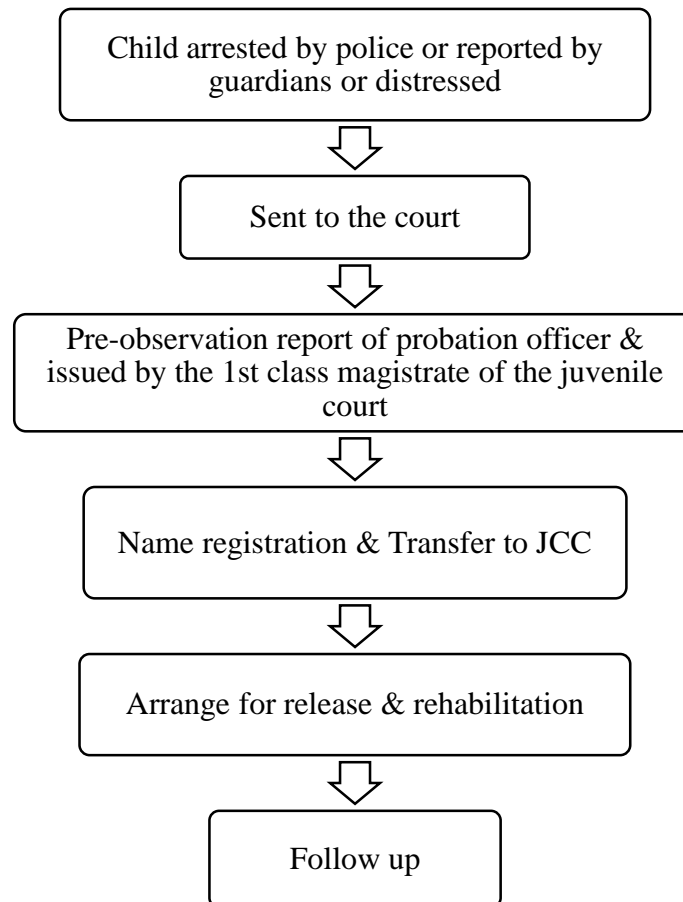 Child arrested by police or reported by
guardians or distressed
Sent to the court
Pre-observation report of probation officer &
issued by the 1st class magistrate of the juvenile
court
Name registration & Transfer to JCC
Arrange for release & rehabilitation
Follow up